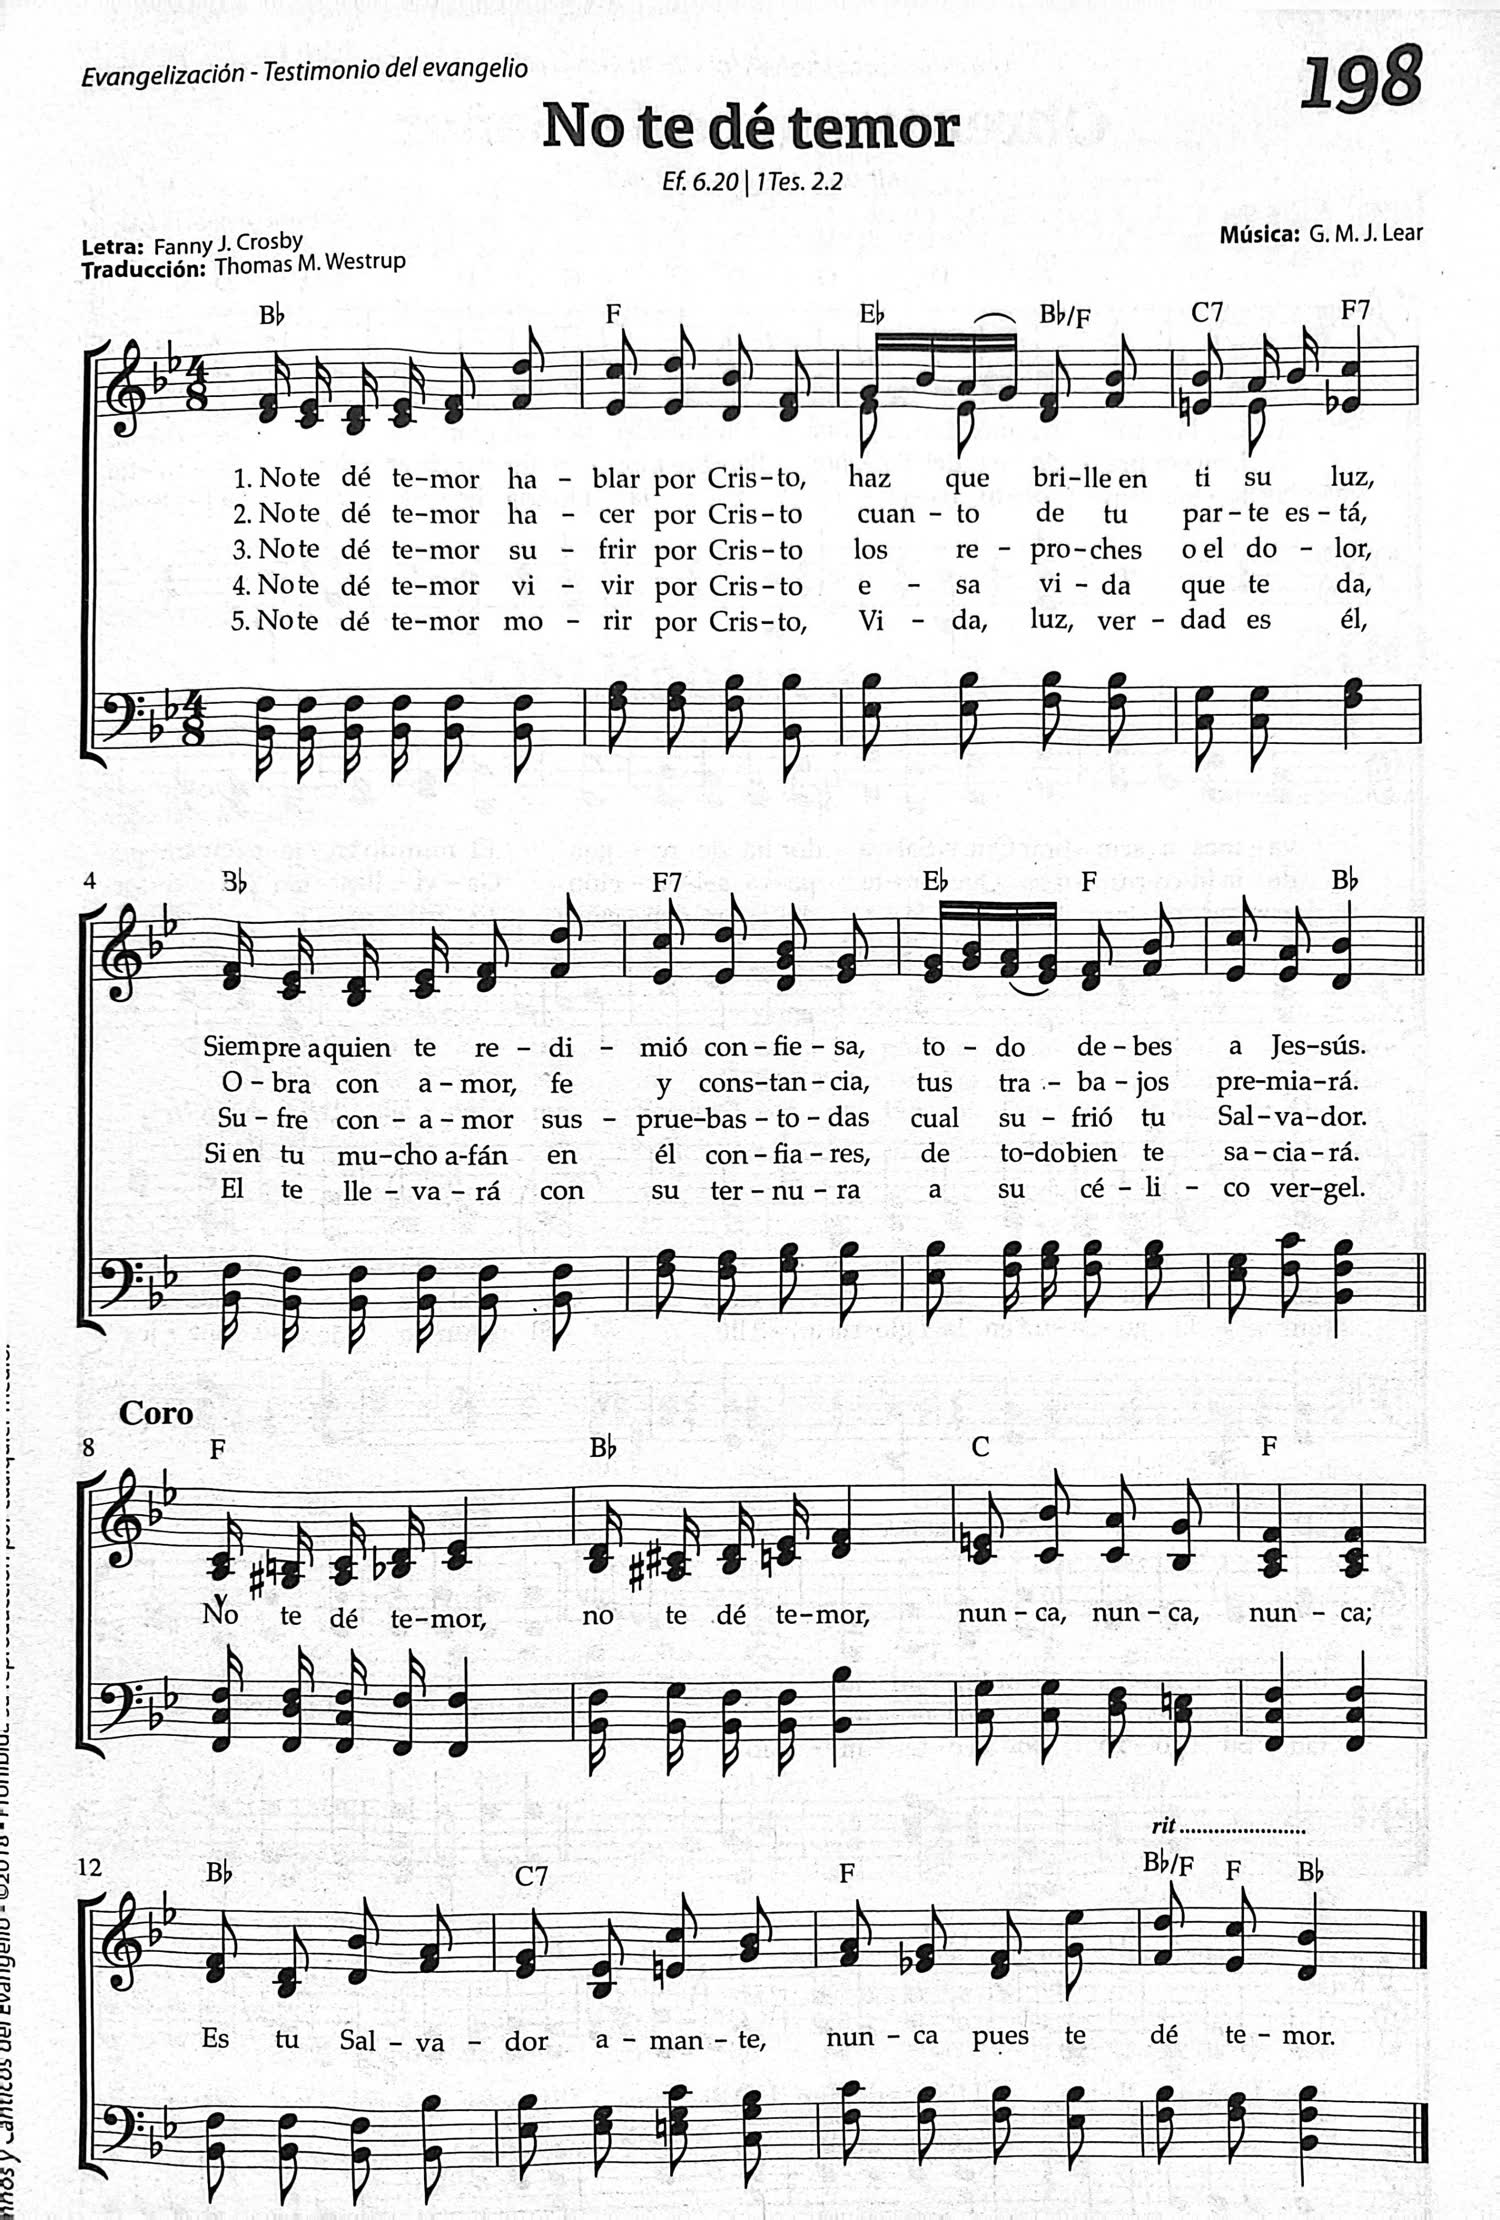 Evangelización - Testimonio del evangelio
198
No te dé temor
Ef. 6.20 | 1Tes. 2.2
Letra: Fanny J. Crosby
Traducción: Thomas M. Westrup
Música: G. M. J. Lear
B♭ F E♭ B♭/F C7 F7
4/8
1. No te dé te-mor ha - blar por Cris-to, haz que bri-lle en ti su luz,
2. No te dé te-mor ha - cer por Cris-to cuan - to de tu par-te es-tá,
3. No te dé te-mor su - frir por Cris-to los re - pro-ches o el do - lor,
4. No te dé te-mor vi - vir por Cris-to e - sa vi - da que te da,
5. No te dé te-mor mo - rir por Cris-to, Vi - da, luz, ver - dad es él,
4/8
4 B♭ F7 E♭ F B♭
Siempre a quien te re - di - mió con-fie-sa, to - do de-bes a Jes-sús.
O-bra con a-mor, fe y cons-tan-cia, tus tra - ba-jos pre-mia-rá.
Su-fre con-a-mor sus - prue-bas-to-das cual su-frió tu Sal-va-dor.
Si en tu mu-cho a-fán en él con-fia-res, de to-do bien te sa-cia-rá.
El te lle-va-rá con su ter-nu-ra a su cé-li-co ver-gel.
Coro
8 F B♭ C F
No te dé te-mor, no te dé te-mor, nun-ca, nun-ca, nun-ca;
rit
12 B♭ C7 F B♭/F F B♭
Es tu Sal-va-dor a-man-te, nun-ca pues te dé te-mor.
y Cánticos del Evangelio - ©2018